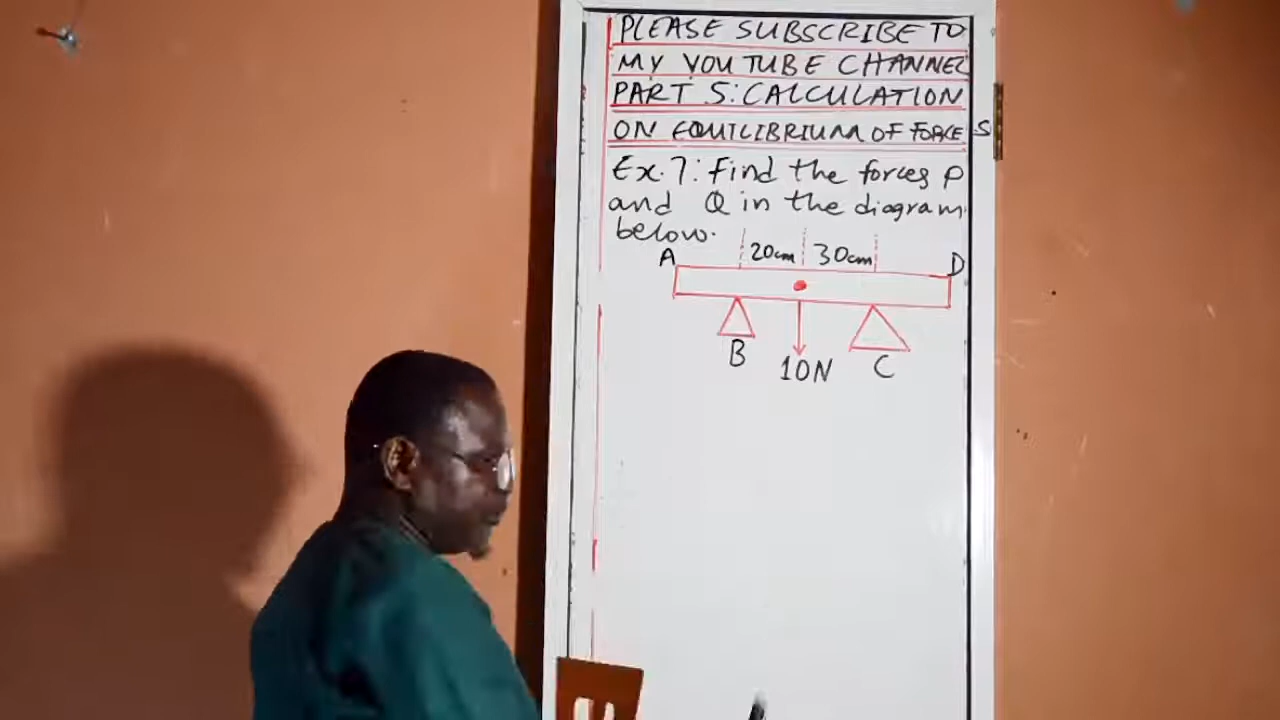 PLEASE SUBSCRIBE TO
MY YOUTUBE CHANNEL
PART 5: CALCULATION
ON EQUILIBRIUM OF FORCES
Ex. 7: Find the forces P
and Q in the diagram
below.
A 20cm 30cm D
B 10N C